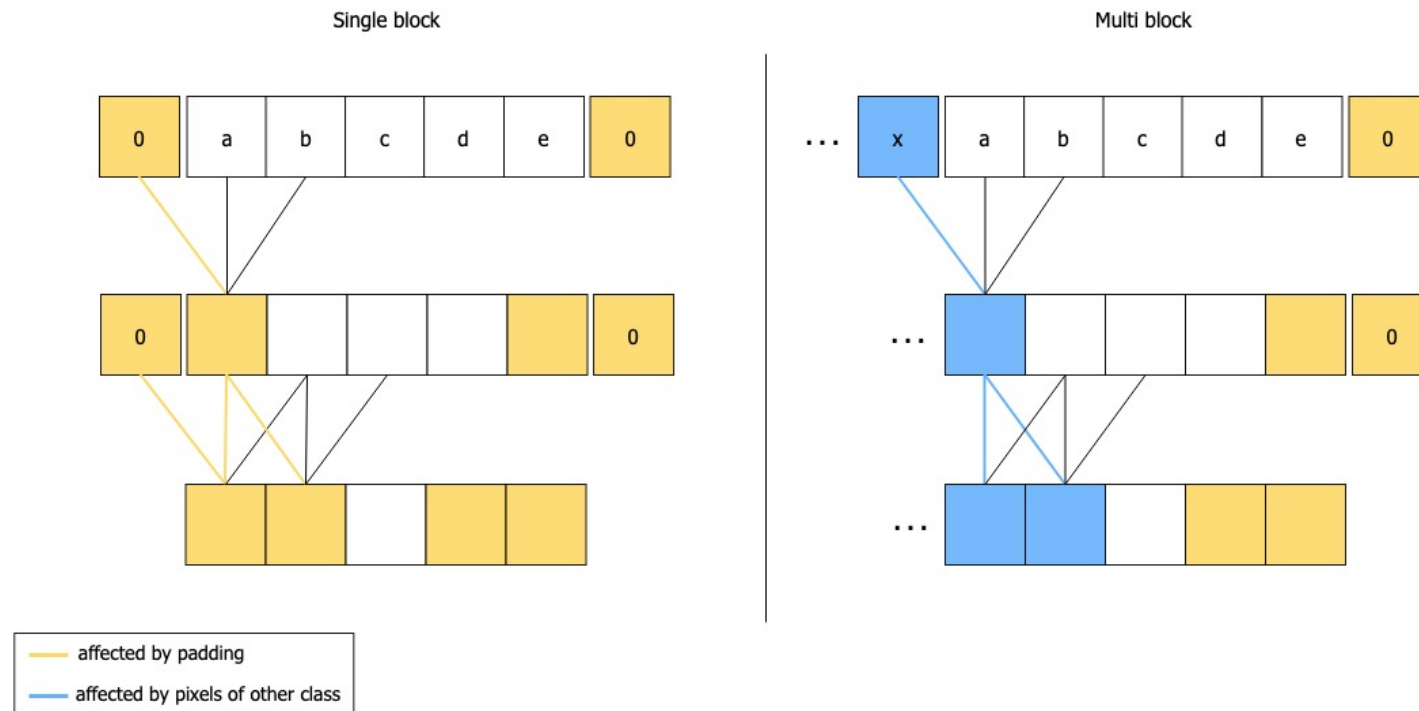 Single block
Multi block
0 a b c d e 0
... x a b c d e 0
0 0
... 0
...
affected by padding
affected by pixels of other class